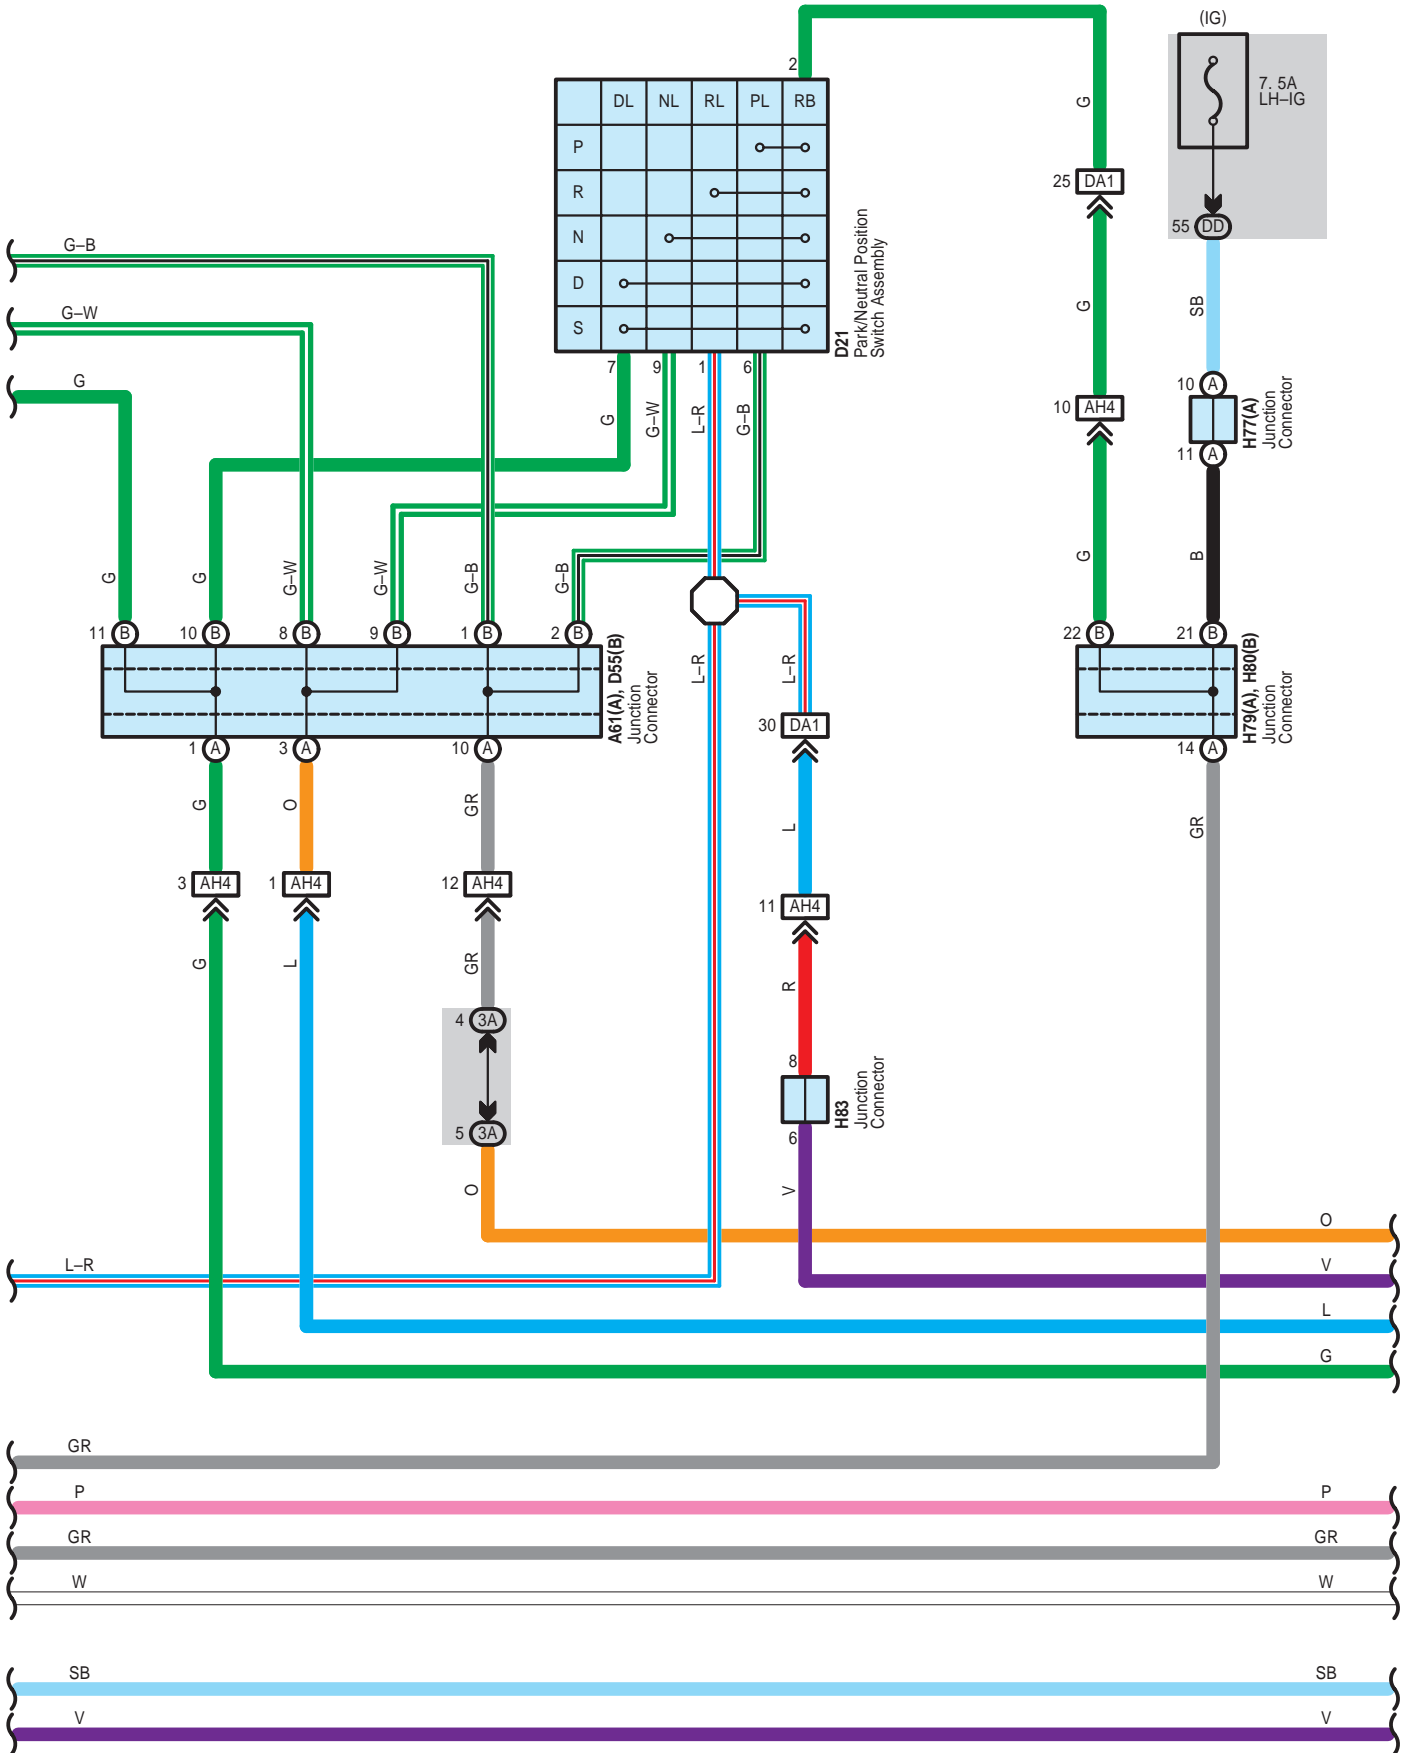 (IG)
7. 5A
LH–IG
55 DD
SB
10 A
H77(A)
Junction
Connector
11 A
B
2
DL NL RL PL RB
P
R
N
D
S
D21
Park/Neutral Position
Switch Assembly
7 9 1 6
G G–W L–R G–B
G
25 DA1
G
10 AH4
G
22 B 21 B
H79(A), H80(B)
Junction
Connector
14 A
GR
G–B
G–W
G
G G G–W G–W G–B G–B
11 B 10 B 8 B 9 B 1 B 2 B
A61(A), D55(B)
Junction
Connector
1 A 3 A 10 A
G O GR
3 AH4 1 AH4 12 AH4
G L GR
4 3A
5 3A
O
L–R L–R
30 DA1
L
11 AH4
R
8
H83
Junction
Connector
6
V
O
L–R V
L
G
GR
P P
GR GR
W W
SB SB
V V